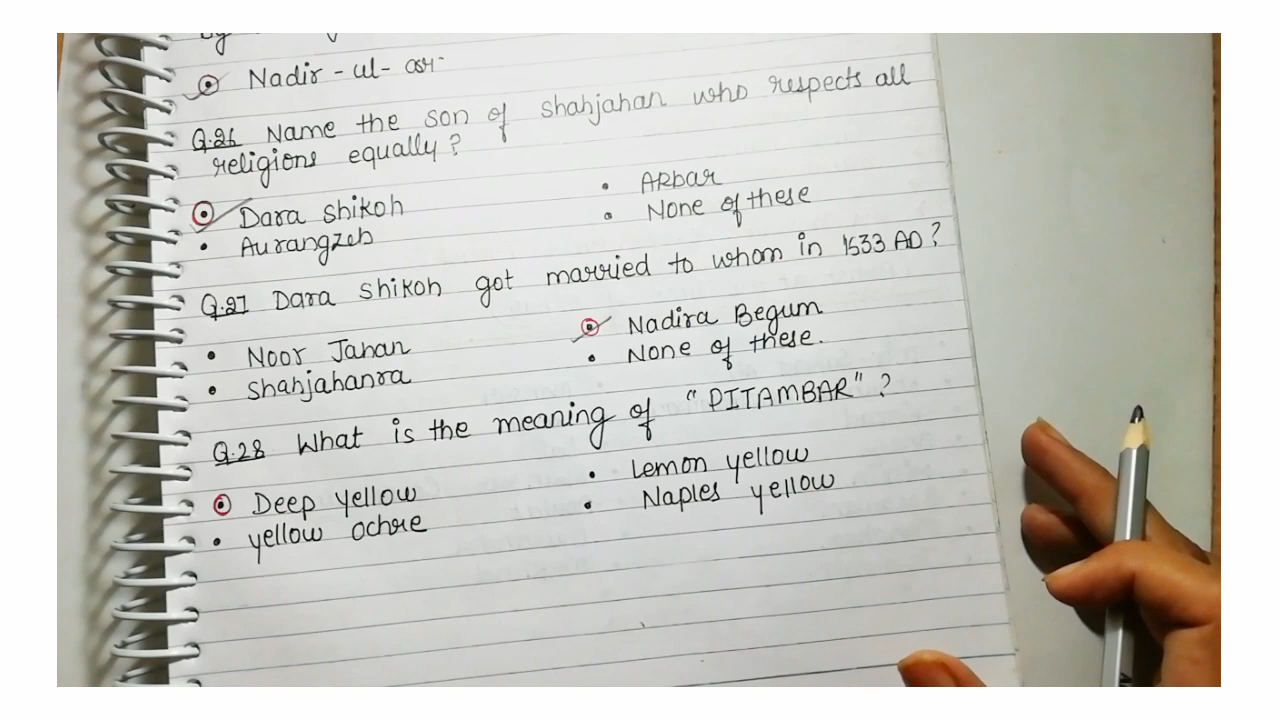 Nadir-ul-asr
Q.26 Name the son of shahjahan who respects all
religions equally?
Dara shikoh
• Aurangzeb
• AKbar
• None of these
Q.27 Dara shikoh got married to whom in 1633 AD?
• Noor Jahan
• shahjahanra
Nadira Begum
• None of these.
Q.28 What is the meaning of "PITAMBAR"?
Deep yellow
• yellow ochre
• Lemon yellow
• Naples yellow